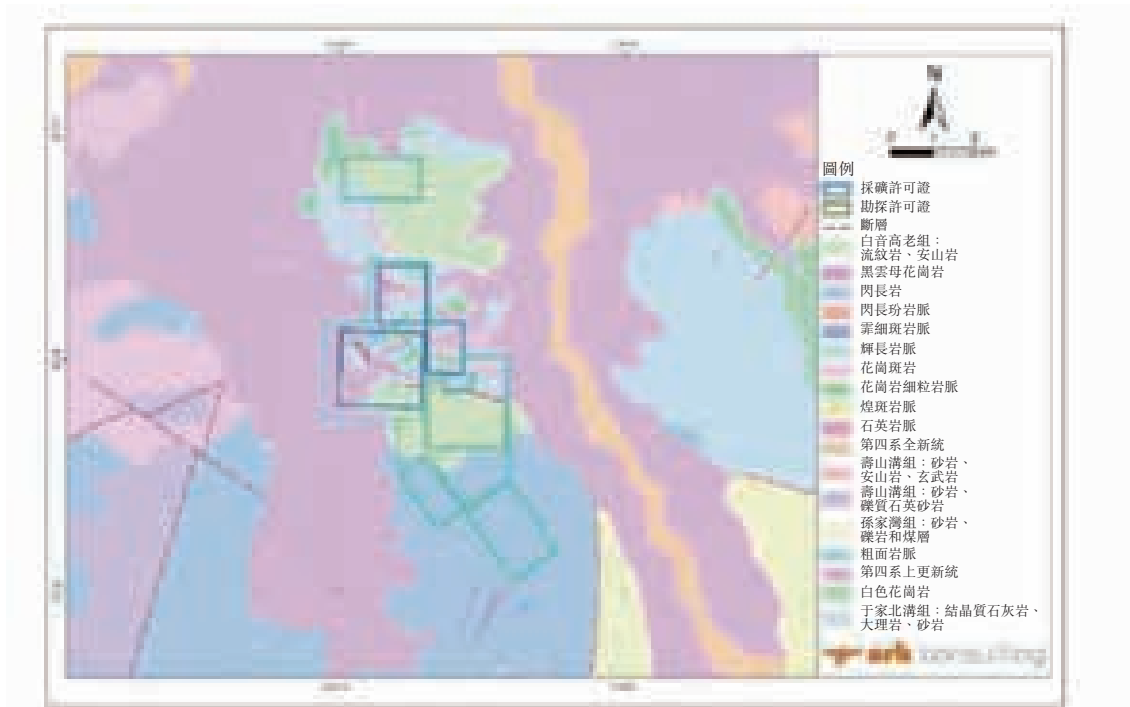 N
圖例
採礦許可證
勘探許可證
斷層
白音高老組：
流紋岩、安山岩
黑雲母花崗岩
閃長岩
閃長玢岩脈
霏細斑岩脈
輝長岩脈
花崗斑岩
花崗岩細粒岩脈
煌斑岩脈
石英岩脈
第四系全新統
壽山溝組：砂岩、
安山岩、玄武岩
壽山溝組：砂岩、
礫質石英砂岩
孫家灣組：砂岩、
礫岩和煤層
粗面岩脈
第四系上更新統
白色花崗岩
于家北溝組：結晶質石灰岩、
大理岩、砂岩
srk consulting